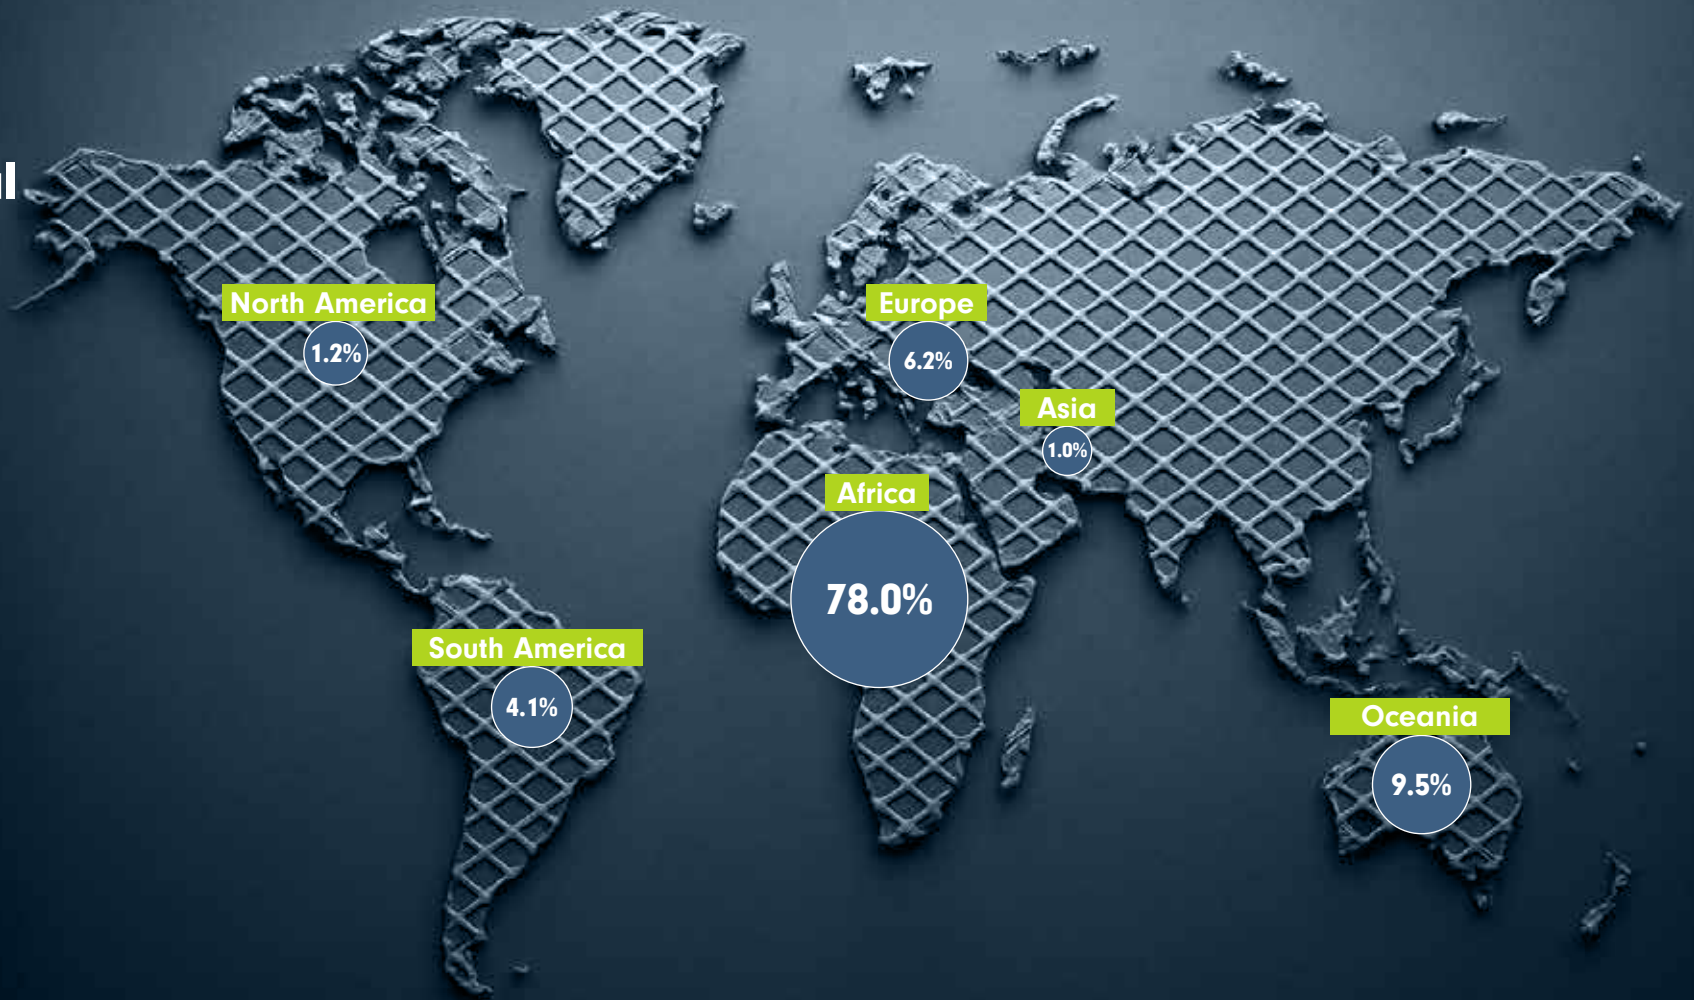 North America
1.2%
Europe
6.2%
Asia
1.0%
Africa
78.0%
South America
4.1%
Oceania
9.5%